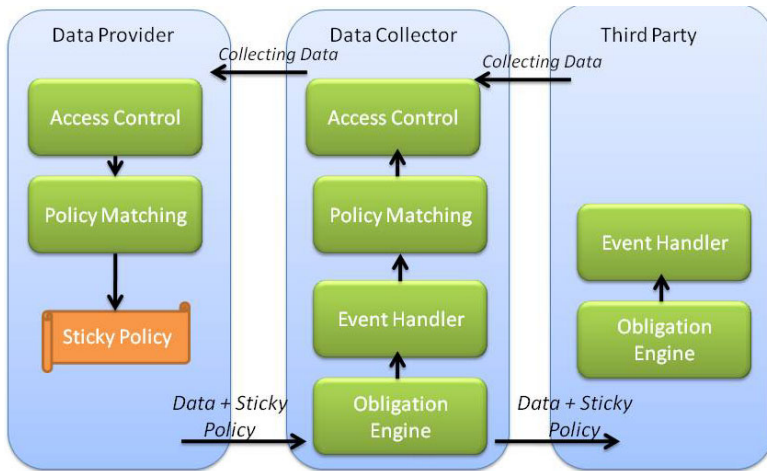 Data Provider
Data Collector
Third Party
Collecting Data
Collecting Data
Access Control
Access Control
Policy Matching
Policy Matching
Event Handler
Sticky Policy
Event Handler
Obligation
Engine
Data + Sticky
Policy
Obligation
Engine
Data + Sticky
Policy